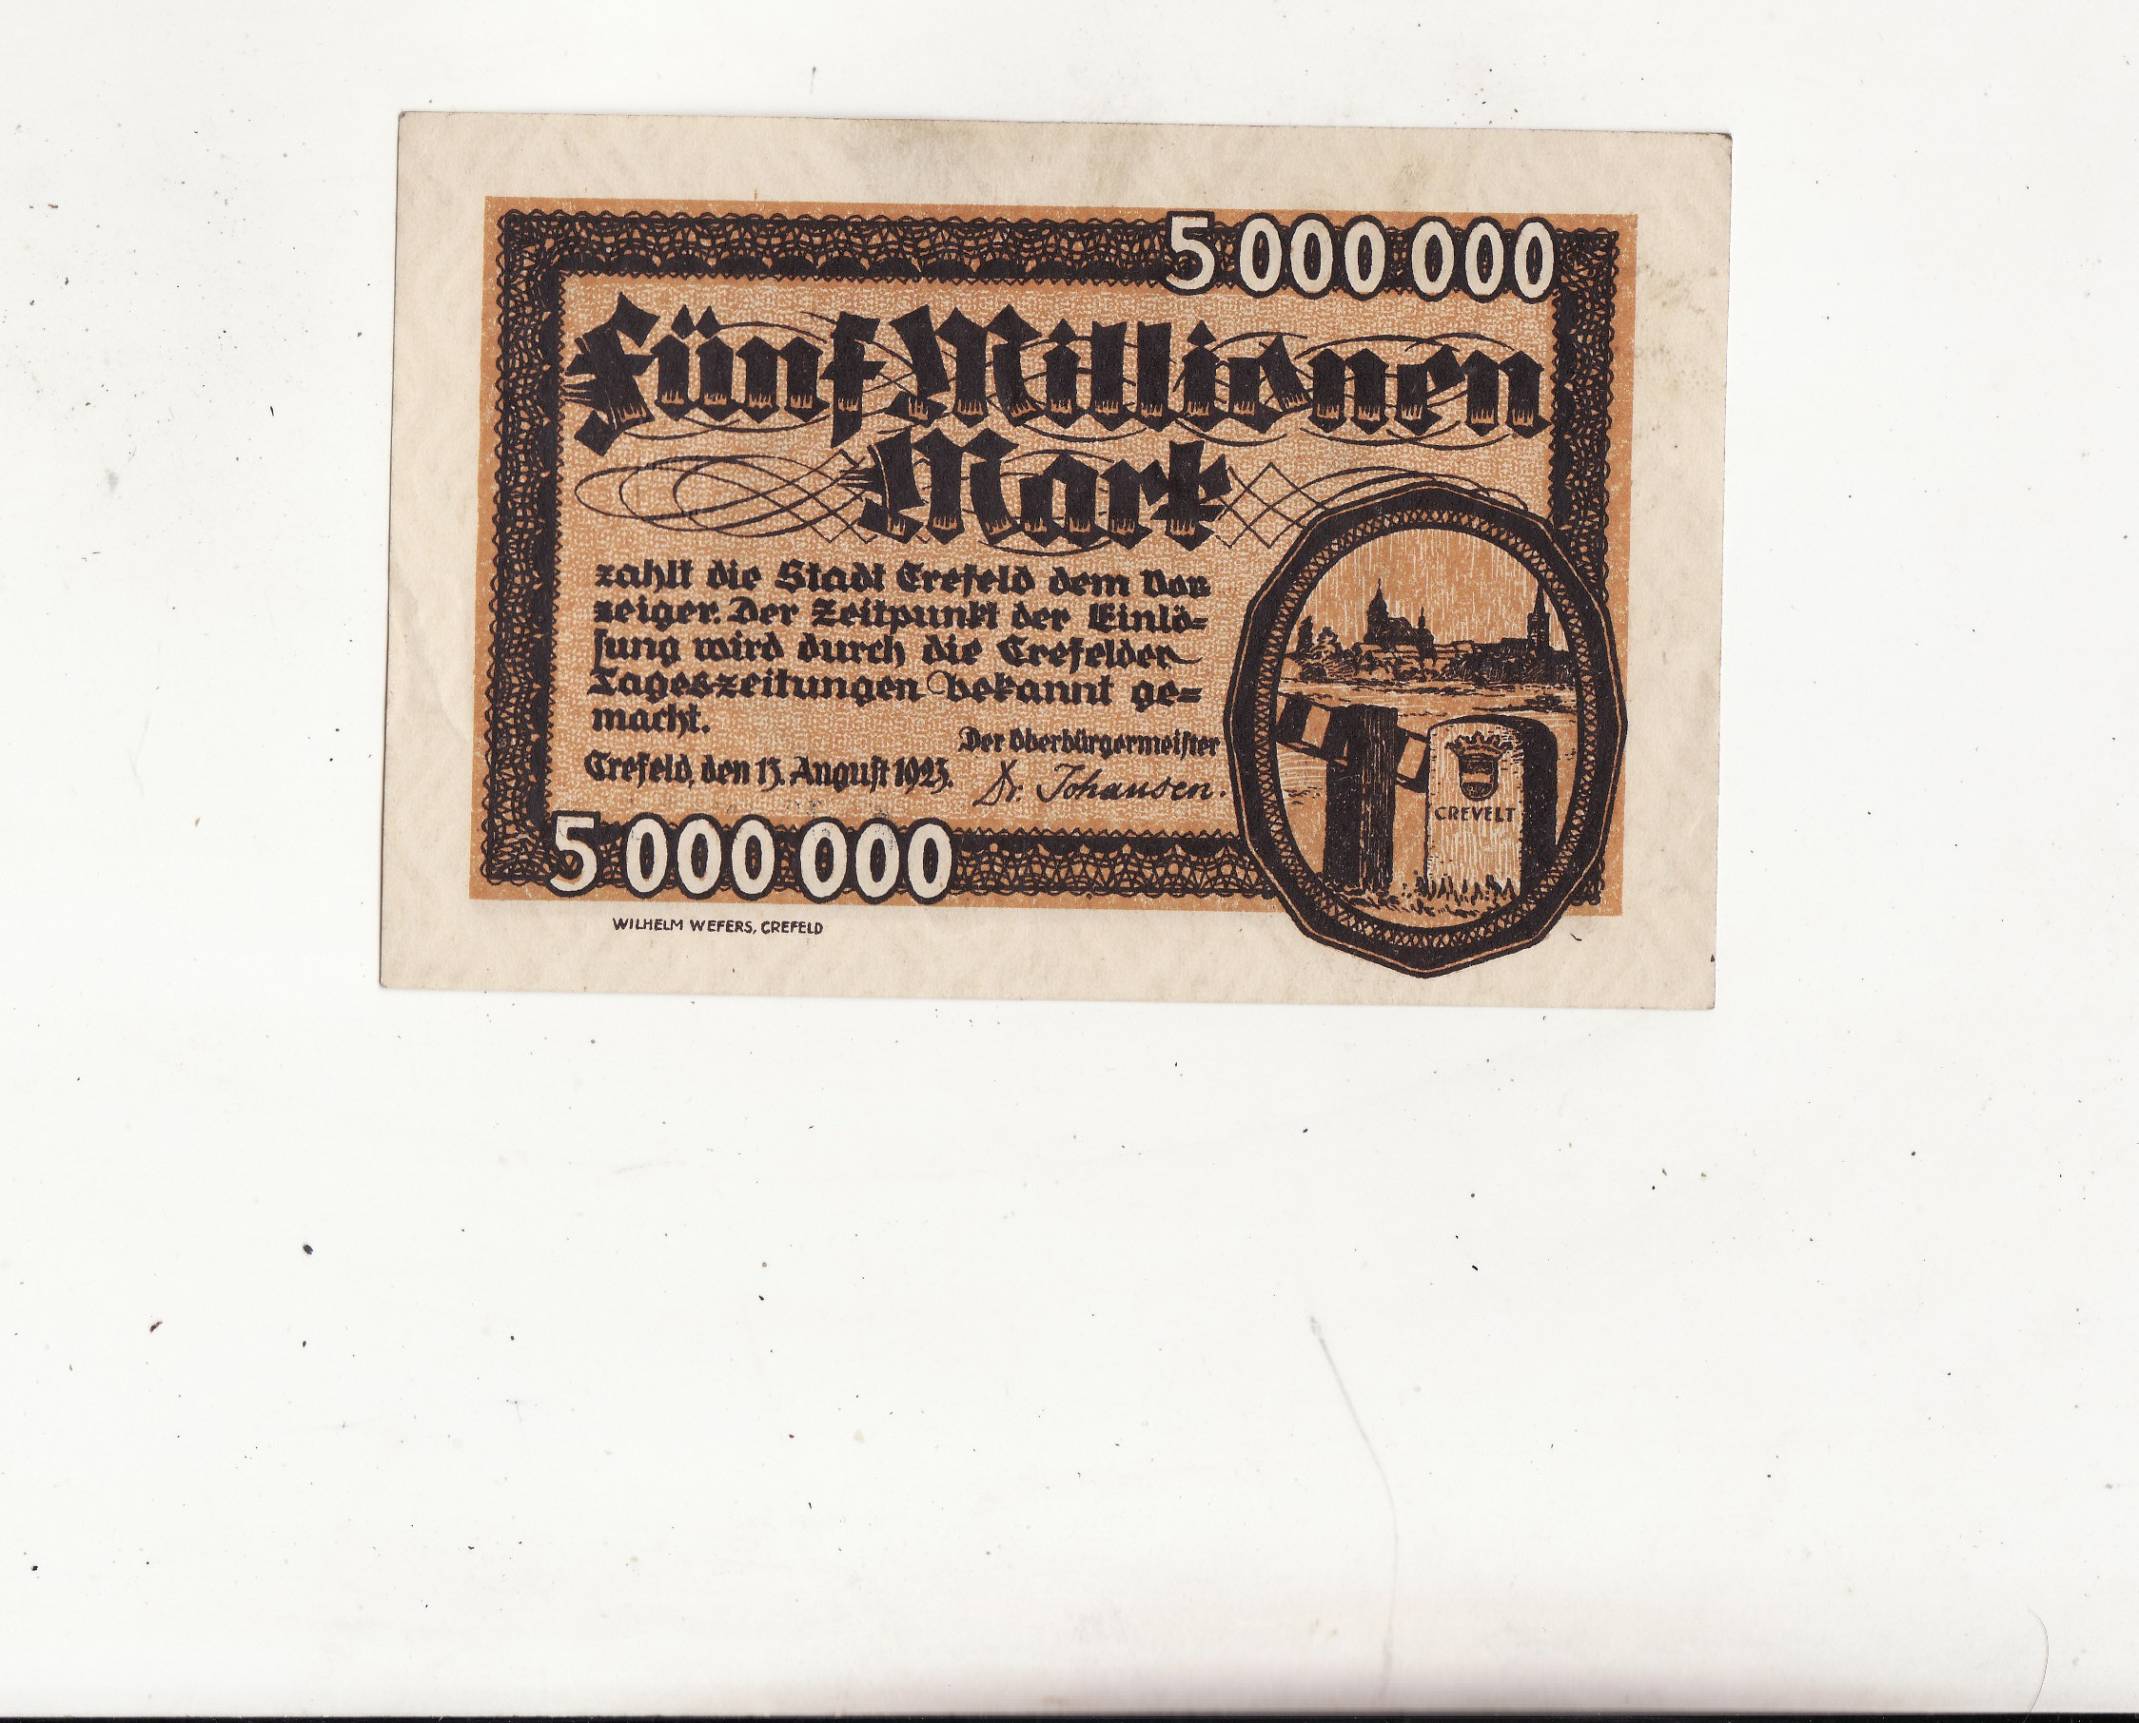 5 000 000
Fünf Millionen
Mark
zahlt die Stadt Crefeld dem Vor
zeiger. Der Zeitpunkt der Einlö=
sung wird durch die Crefelder
Tageszeitungen bekannt ge=
macht.
Der Oberbürgermeister
Crefeld, den 13. August 1923.
Dr. Johansen.
CREVELT
5 000 000
WILHELM WEFERS, CREFELD